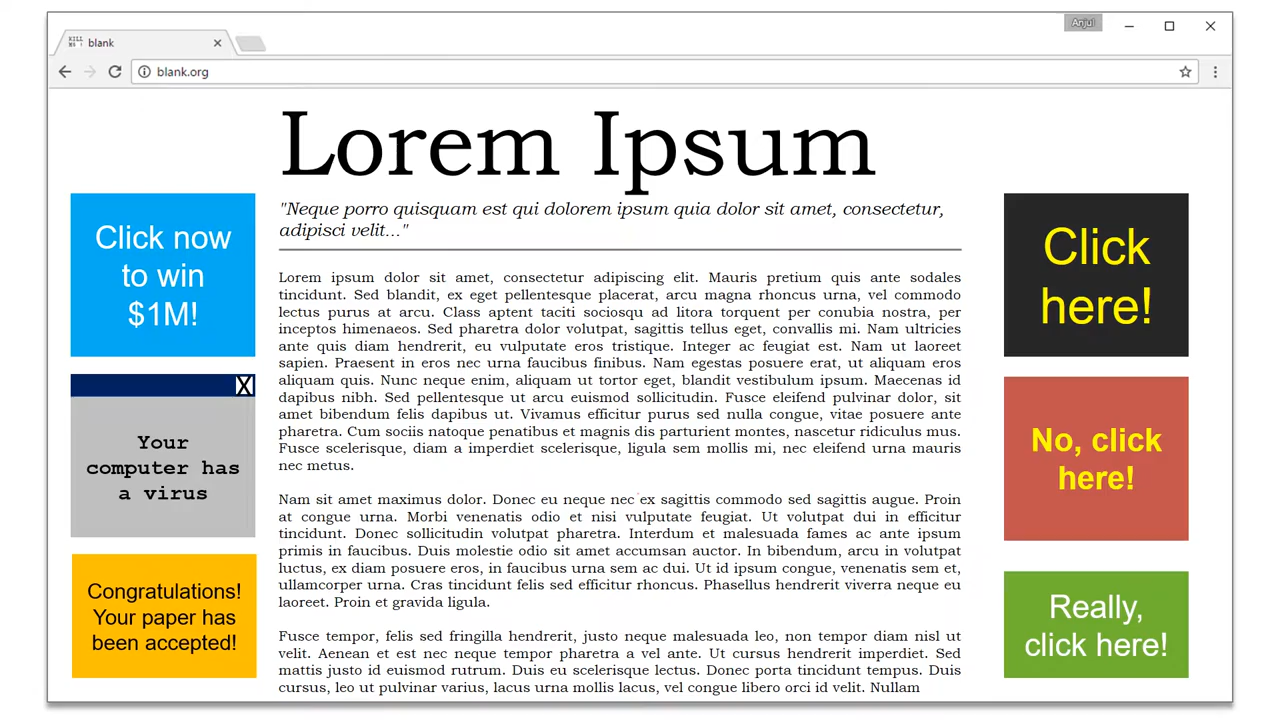 Anjul
blank
blank.org
Lorem Ipsum
"Neque porro quisquam est qui dolorem ipsum quia dolor sit amet, consectetur,
adipisci velit..."
Click now
to win
$1M!
X
Your
computer has
a virus
Congratulations!
Your paper has
been accepted!
Lorem ipsum dolor sit amet, consectetur adipiscing elit. Mauris pretium quis ante sodales
tincidunt. Sed blandit, ex eget pellentesque placerat, arcu magna rhoncus urna, vel commodo
lectus purus at arcu. Class aptent taciti sociosqu ad litora torquent per conubia nostra, per
inceptos himenaeos. Sed pharetra dolor volutpat, sagittis tellus eget, convallis mi. Nam ultricies
ante quis diam hendrerit, eu vulputate eros tristique. Integer ac feugiat est. Nam ut laoreet
sapien. Praesent in eros nec urna faucibus finibus. Nam egestas posuere erat, ut aliquam eros
aliquam quis. Nunc neque enim, aliquam ut tortor eget, blandit vestibulum ipsum. Maecenas id
dapibus nibh. Sed pellentesque ut arcu euismod sollicitudin. Fusce eleifend pulvinar dolor, sit
amet bibendum felis dapibus ut. Vivamus efficitur purus sed nulla congue, vitae posuere ante
pharetra. Cum sociis natoque penatibus et magnis dis parturient montes, nascetur ridiculus mus.
Fusce scelerisque, diam a imperdiet scelerisque, ligula sem mollis mi, nec eleifend urna mauris
nec metus.
Nam sit amet maximus dolor. Donec eu neque nec ex sagittis commodo sed sagittis augue. Proin
at congue urna. Morbi venenatis odio et nisi vulputate feugiat. Ut volutpat dui in efficitur
tincidunt. Donec sollicitudin volutpat pharetra. Interdum et malesuada fames ac ante ipsum
primis in faucibus. Duis molestie odio sit amet accumsan auctor. In bibendum, arcu in volutpat
luctus, ex diam posuere eros, in faucibus urna sem ac dui. Ut id ipsum congue, venenatis sem et,
ullamcorper urna. Cras tincidunt felis sed efficitur rhoncus. Phasellus hendrerit viverra neque eu
laoreet. Proin et gravida ligula.
Fusce tempor, felis sed fringilla hendrerit, justo neque malesuada leo, non tempor diam nisl ut
velit. Aenean et est nec neque tempor pharetra a vel ante. Ut cursus hendrerit imperdiet. Sed
mattis justo id euismod rutrum. Duis eu scelerisque lectus. Donec porta tincidunt tempus. Duis
cursus, leo ut pulvinar varius, lacus urna mollis lacus, vel congue libero orci id velit. Nullam
Click
here!
No, click
here!
Really,
click here!